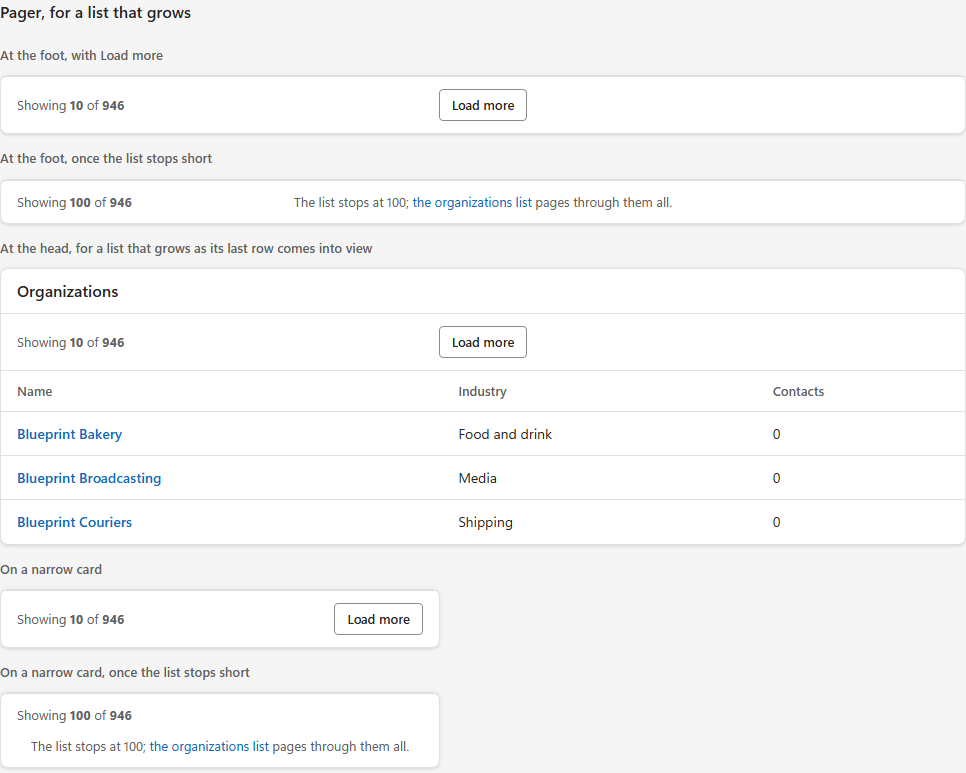 Pager, for a list that grows
At the foot, with Load more
Showing 10 of 946 Load more
At the foot, once the list stops short
Showing 100 of 946 The list stops at 100; the organizations list pages through them all.
At the head, for a list that grows as its last row comes into view
Organizations
Showing 10 of 946 Load more
Name Industry Contacts
Blueprint Bakery Food and drink 0
Blueprint Broadcasting Media 0
Blueprint Couriers Shipping 0
On a narrow card
Showing 10 of 946 Load more
On a narrow card, once the list stops short
Showing 100 of 946
The list stops at 100; the organizations list pages through them all.